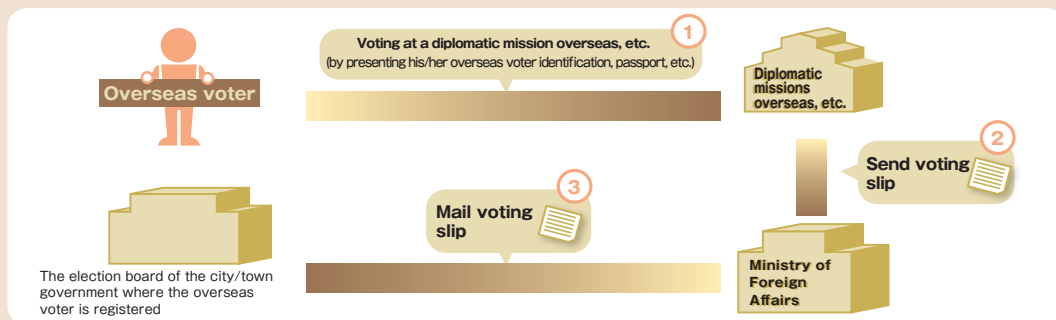 1
Voting at a diplomatic mission overseas, etc.
(by presenting his/her overseas voter identification, passport, etc.)
Overseas voter
Diplomatic
missions
overseas, etc.
2
Send voting
slip
3
Mail voting
slip
Ministry of
Foreign
Affairs
The election board of the city/town
government where the overseas
voter is registered